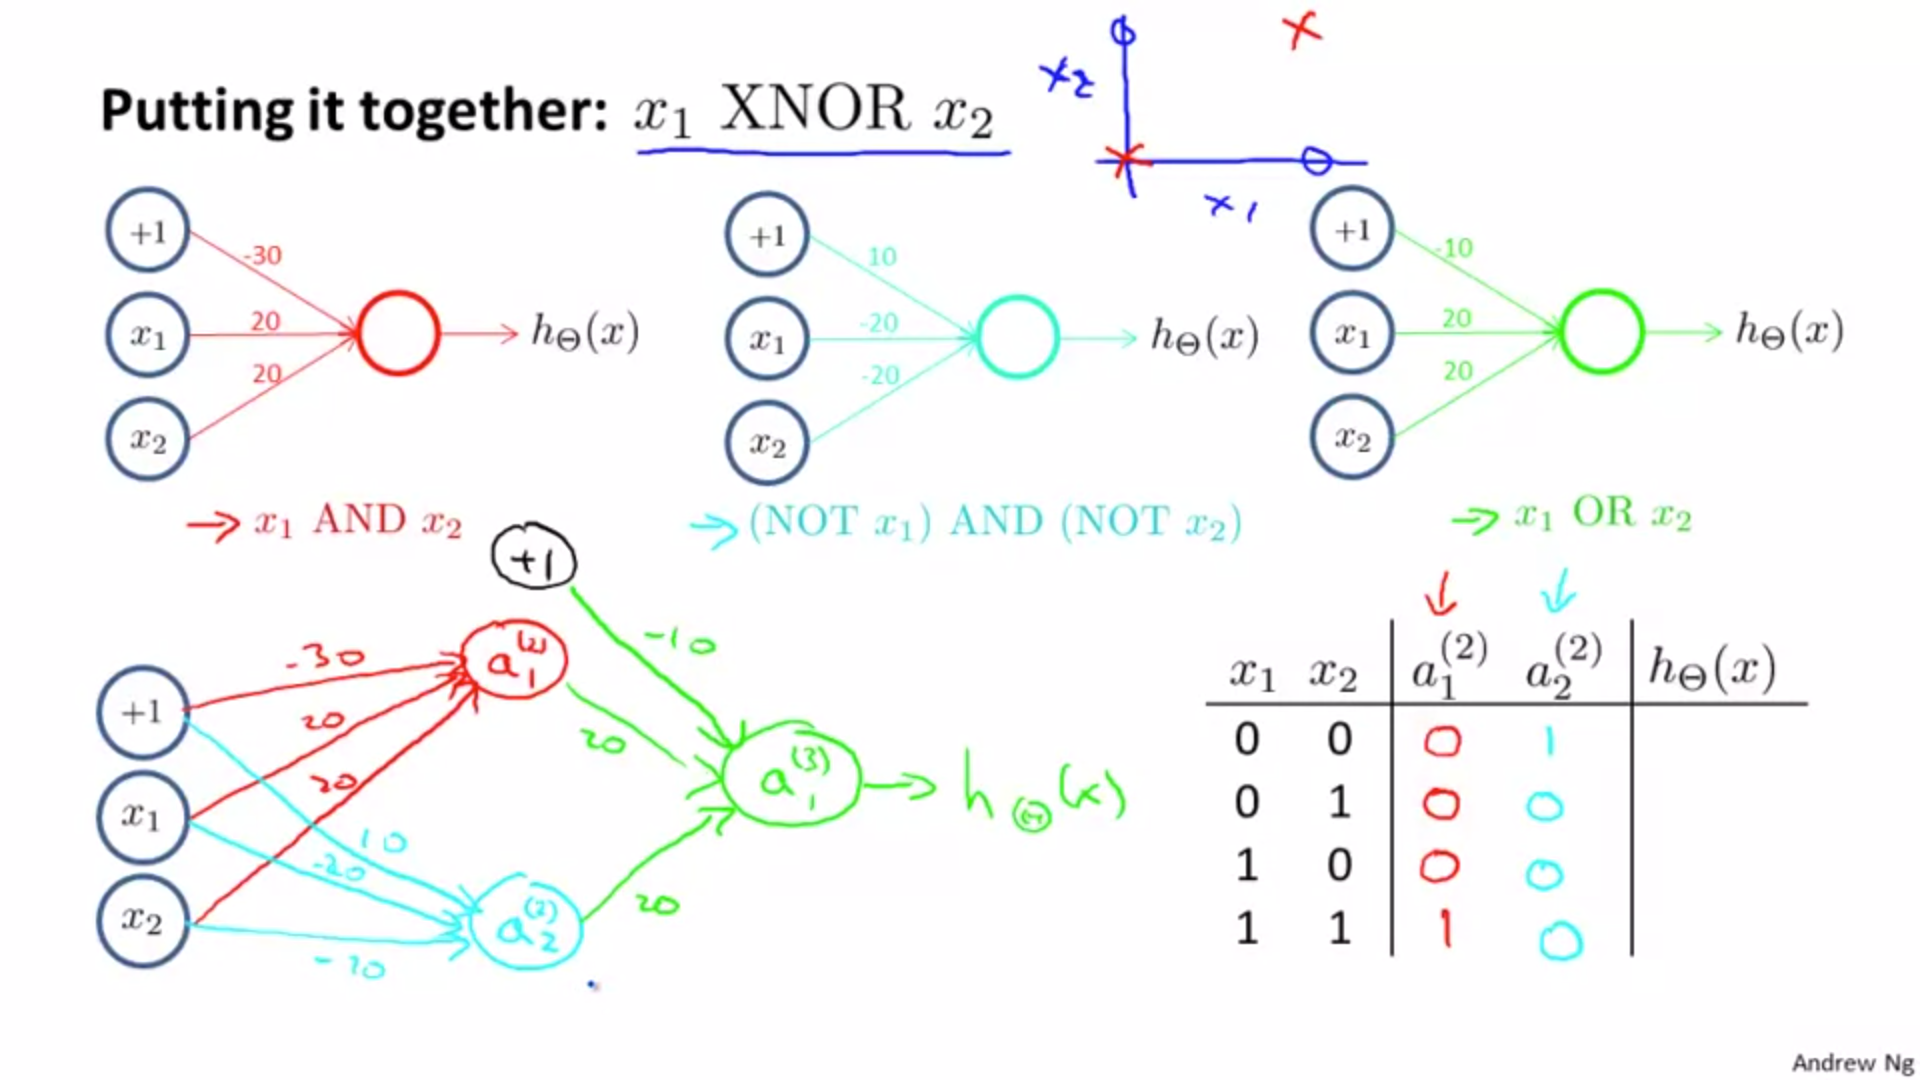 x2
Putting it together: x₁ XNOR x₂
x1
+1 -30 +1 10 +1 -10
x₁ 20 hΘ(x) x₁ -20 hΘ(x) x₁ 20 hΘ(x)
x₂ 20 x₂ -20 x₂ 20
→ x₁ AND x₂ → (NOT x₁) AND (NOT x₂) → x₁ OR x₂
+1
-30 a₁⁽²⁾ -10
+1 20 20
x₁ 20 a₁⁽³⁾ → hΘ(x)
10
-20 20
x₂ a₂⁽²⁾
-20
x₁ x₂ a₁⁽²⁾ a₂⁽²⁾ hΘ(x)
0 0 0 1
0 1 0 0
1 0 0 0
1 1 1 0
Andrew Ng